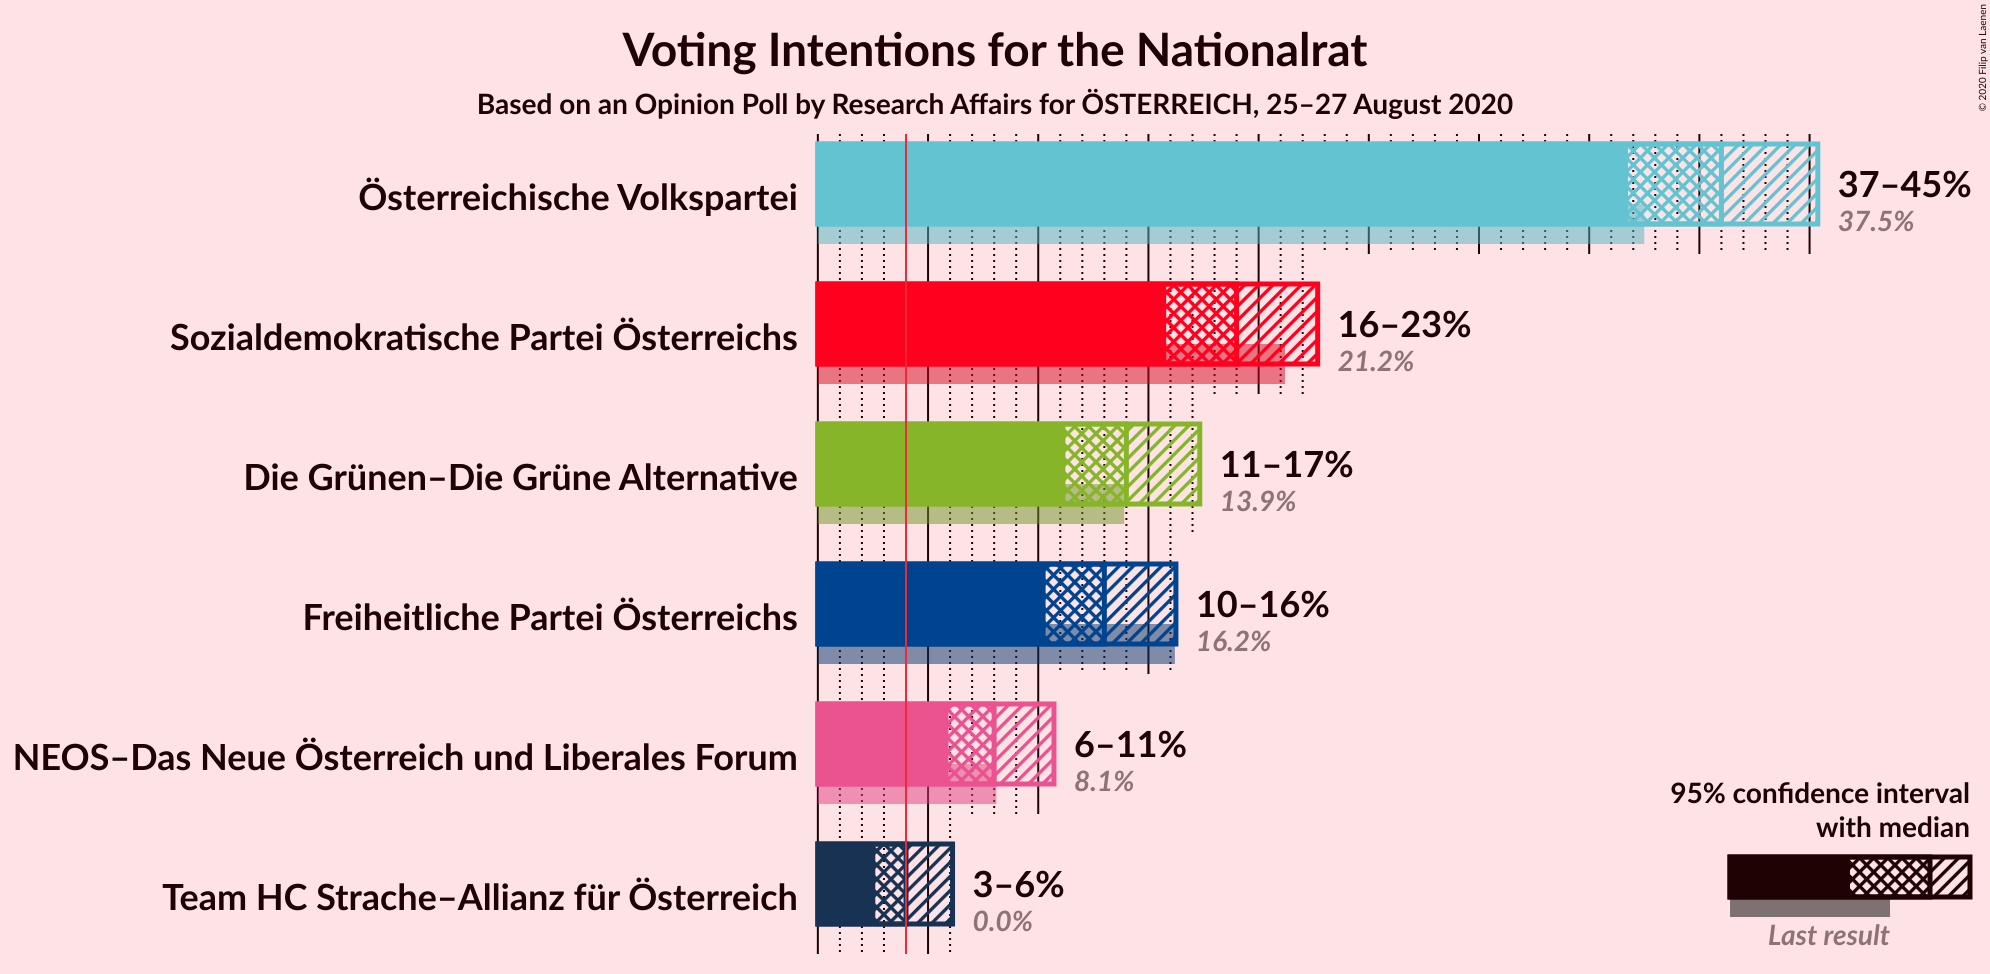 Voting Intentions for the Nationalrat
Based on an Opinion Poll by Research Affairs for ÖSTERREICH, 25–27 August 2020
© 2020 Filip van Laenen
Österreichische Volkspartei
37–45%
37.5%
Sozialdemokratische Partei Österreichs
16–23%
21.2%
Die Grünen–Die Grüne Alternative
11–17%
13.9%
Freiheitliche Partei Österreichs
10–16%
16.2%
NEOS–Das Neue Österreich und Liberales Forum
6–11%
8.1%
Team HC Strache–Allianz für Österreich
3–6%
0.0%
95% confidence interval
with median
Last result